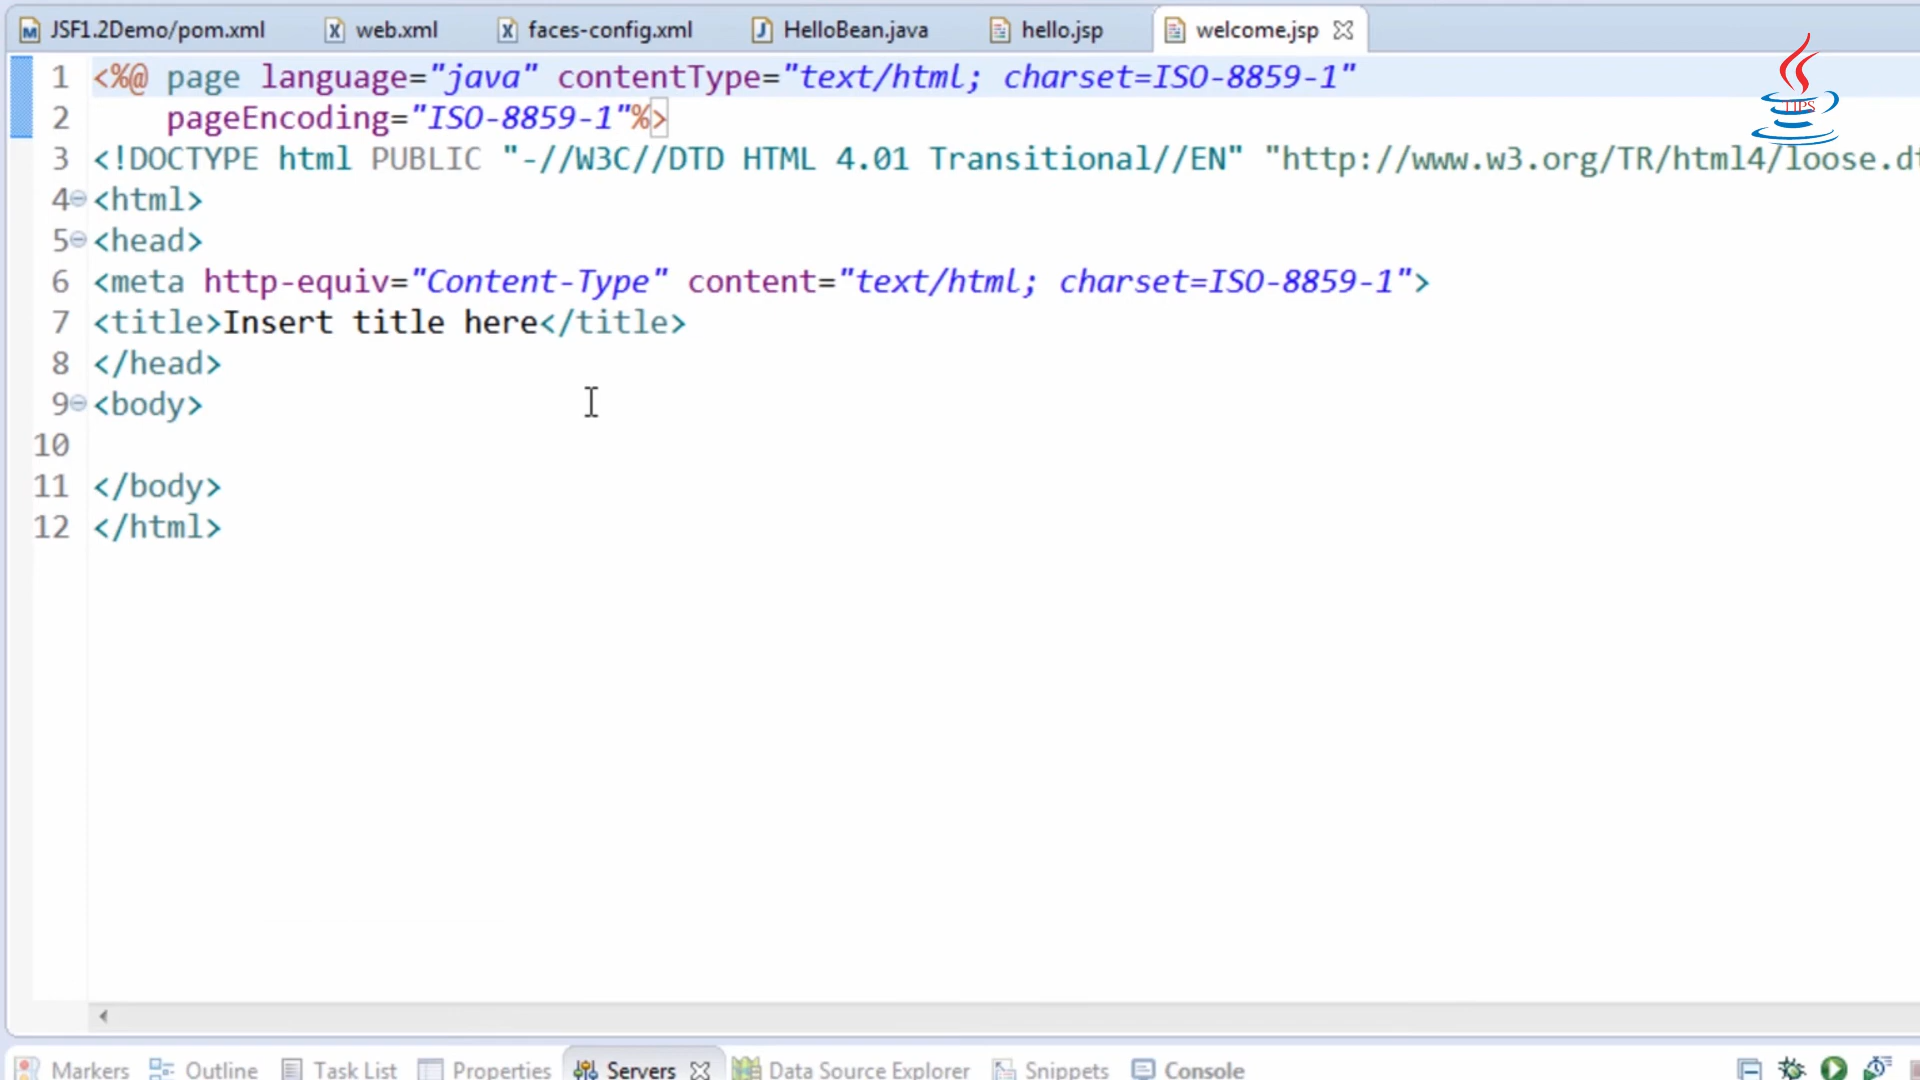 JSF1.2Demo/pom.xml web.xml faces-config.xml HelloBean.java hello.jsp welcome.jsp
TIPS
1 <%@ page language="java" contentType="text/html; charset=ISO-8859-1"
2 pageEncoding="ISO-8859-1"%>
3 <!DOCTYPE html PUBLIC "-//W3C//DTD HTML 4.01 Transitional//EN" "http://www.w3.org/TR/html4/loose.dt
4 <html>
5 <head>
6 <meta http-equiv="Content-Type" content="text/html; charset=ISO-8859-1">
7 <title>Insert title here</title>
8 </head>
9 <body>
10
11 </body>
12 </html>
Markers Outline Task List Properties Servers Data Source Explorer Snippets Console